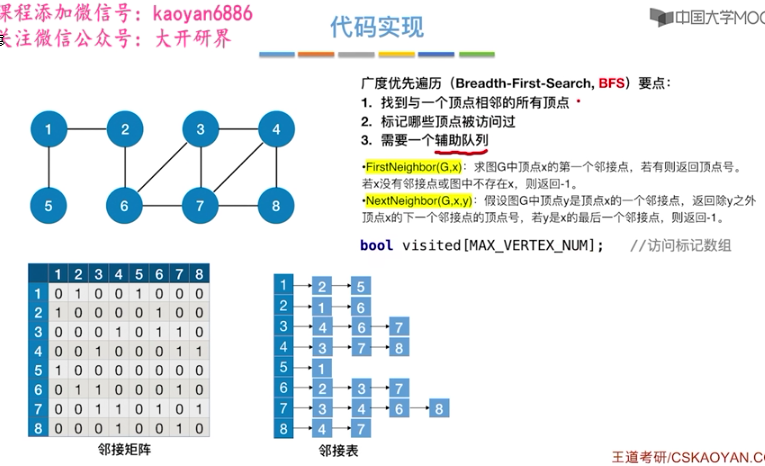 课程添加微信号：kaoyan6886
关注微信公众号：大开研界
代码实现
中国大学MOO
广度优先遍历（Breadth-First-Search, BFS）要点：
1. 找到与一个顶点相邻的所有顶点
2. 标记哪些顶点被访问过
3. 需要一个辅助队列
•FirstNeighbor(G,x)：求图G中顶点x的第一个邻接点，若有则返回顶点号。
若x没有邻接点或图中不存在x，则返回-1。
•NextNeighbor(G,x,y)：假设图G中顶点y是顶点x的一个邻接点，返回除y之外
顶点x的下一个邻接点的顶点号，若y是x的最后一个邻接点，则返回-1。
bool visited[MAX_VERTEX_NUM]; //访问标记数组
1 2 3 4
5 6 7 8
1 2 3 4 5 6 7 8
1 0 1 0 0 1 0 0 0
2 1 0 0 0 0 1 0 0
3 0 0 0 1 0 1 1 0
4 0 0 1 0 0 0 1 1
5 1 0 0 0 0 0 0 0
6 0 1 1 0 0 0 1 0
7 0 0 1 1 0 1 0 1
8 0 0 0 1 0 0 1 0
邻接矩阵
1 2 5
2 1 6
3 4 6 7
4 3 7 8
5 1
6 2 3 7
7 3 4 6 8
8 4 7
邻接表
王道考研/CSKAOYAN.CO